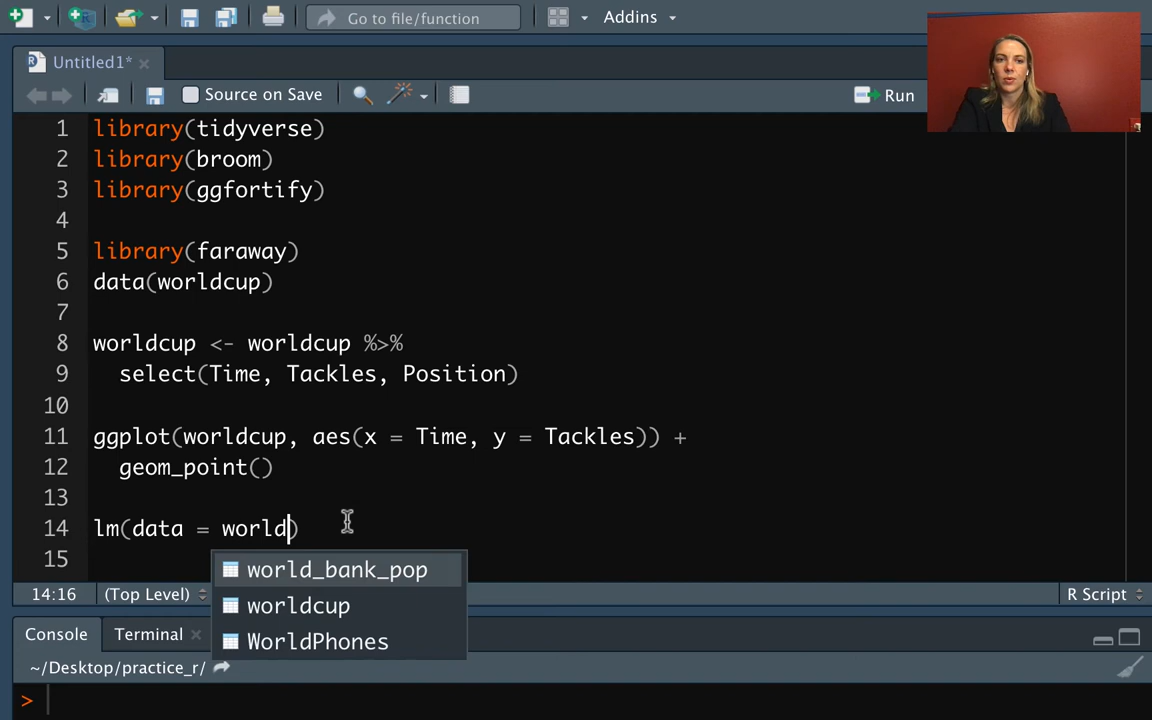 Go to file/function
Addins
Untitled1*
Source on Save
Run
1 library(tidyverse)
2 library(broom)
3 library(ggfortify)
4
5 library(faraway)
6 data(worldcup)
7
8 worldcup <- worldcup %>%
9 select(Time, Tackles, Position)
10
11 ggplot(worldcup, aes(x = Time, y = Tackles)) +
12 geom_point()
13
14 lm(data = world)
15
world_bank_pop
worldcup
WorldPhones
14:16 (Top Level) R Script
Console Terminal
~/Desktop/practice_r/
>